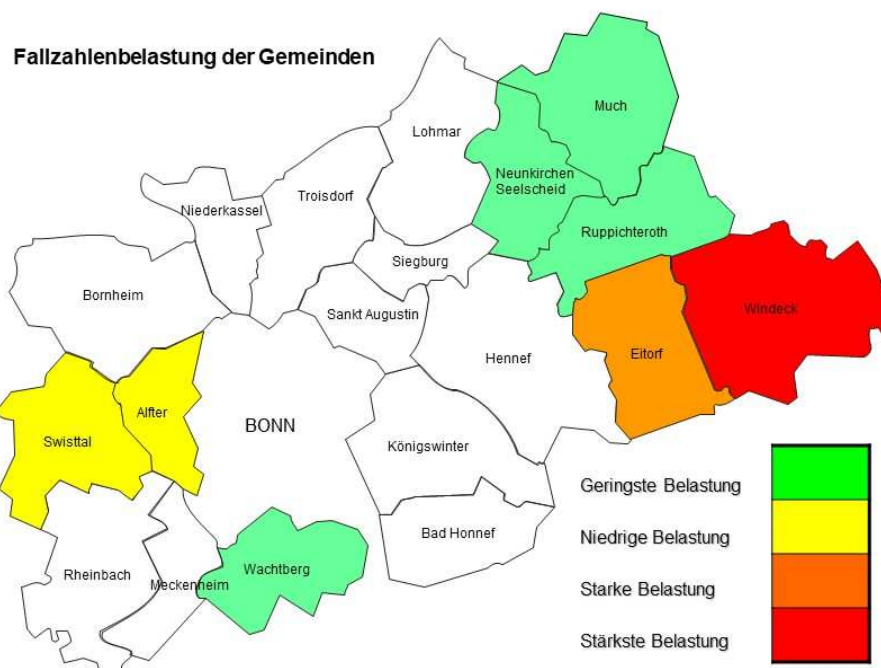 Fallzahlenbelastung der Gemeinden
Much
Lohmar
Neunkirchen
Seelscheid
Troisdorf
Niederkassel
Ruppichteroth
Siegburg
Bornheim
Sankt Augustin
Windeck
Hennef
Eitorf
Alfter
BONN
Swisttal
Königswinter
Geringste Belastung
Bad Honnef
Niedrige Belastung
Wachtberg
Rheinbach
Meckenheim
Starke Belastung
Stärkste Belastung